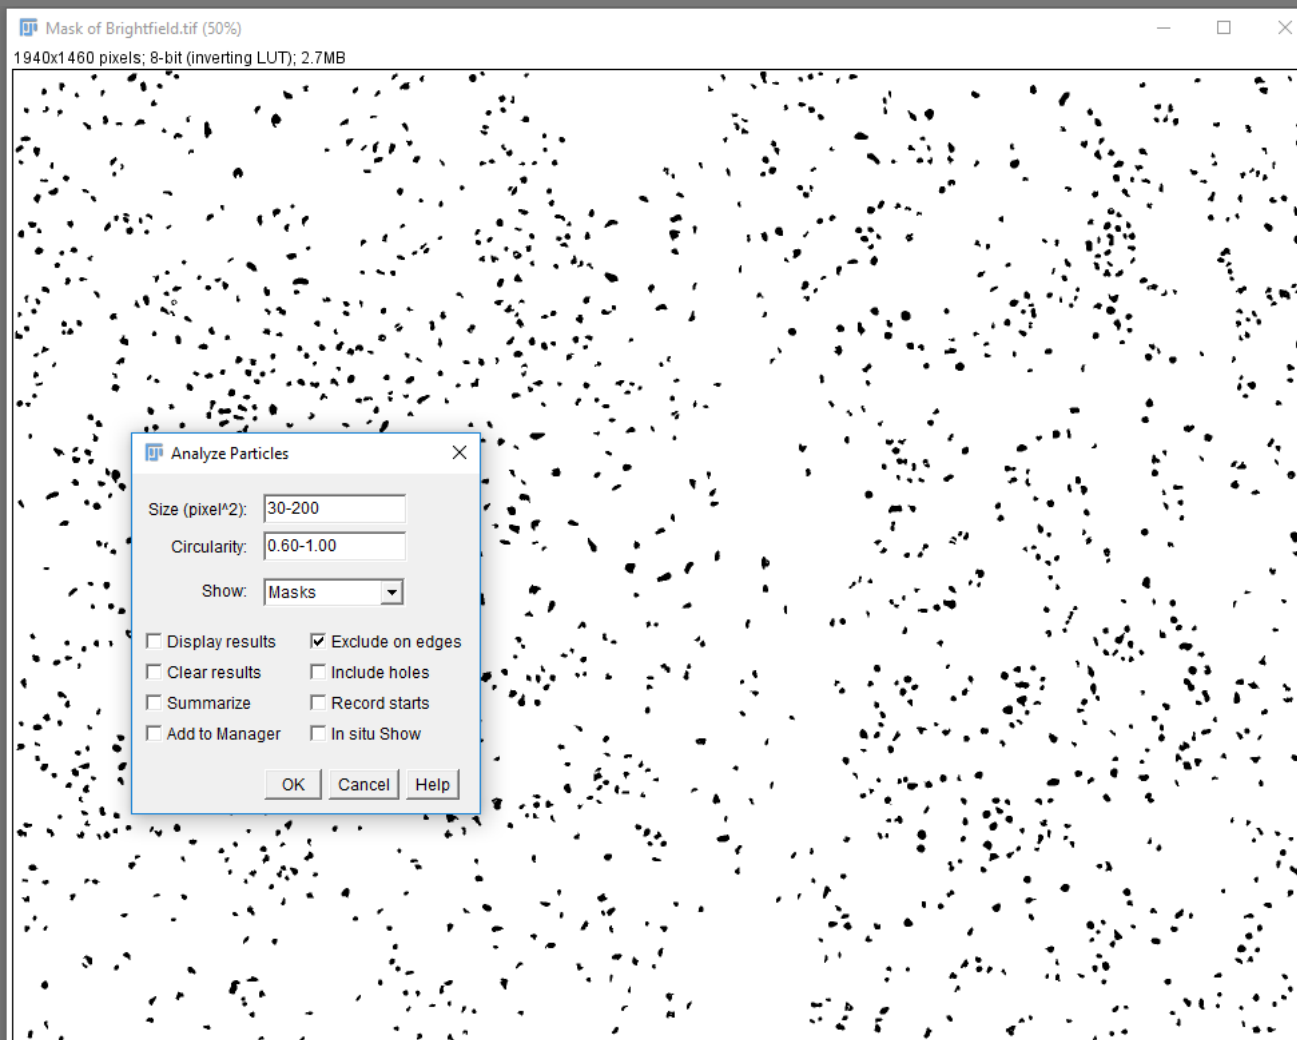 Mask of Brightfield.tif (50%)
1940x1460 pixels; 8-bit (inverting LUT); 2.7MB
Analyze Particles
Size (pixel^2): 30-200
Circularity: 0.60-1.00
Show: Masks
Display results Exclude on edges
Clear results Include holes
Summarize Record starts
Add to Manager In situ Show
OK Cancel Help